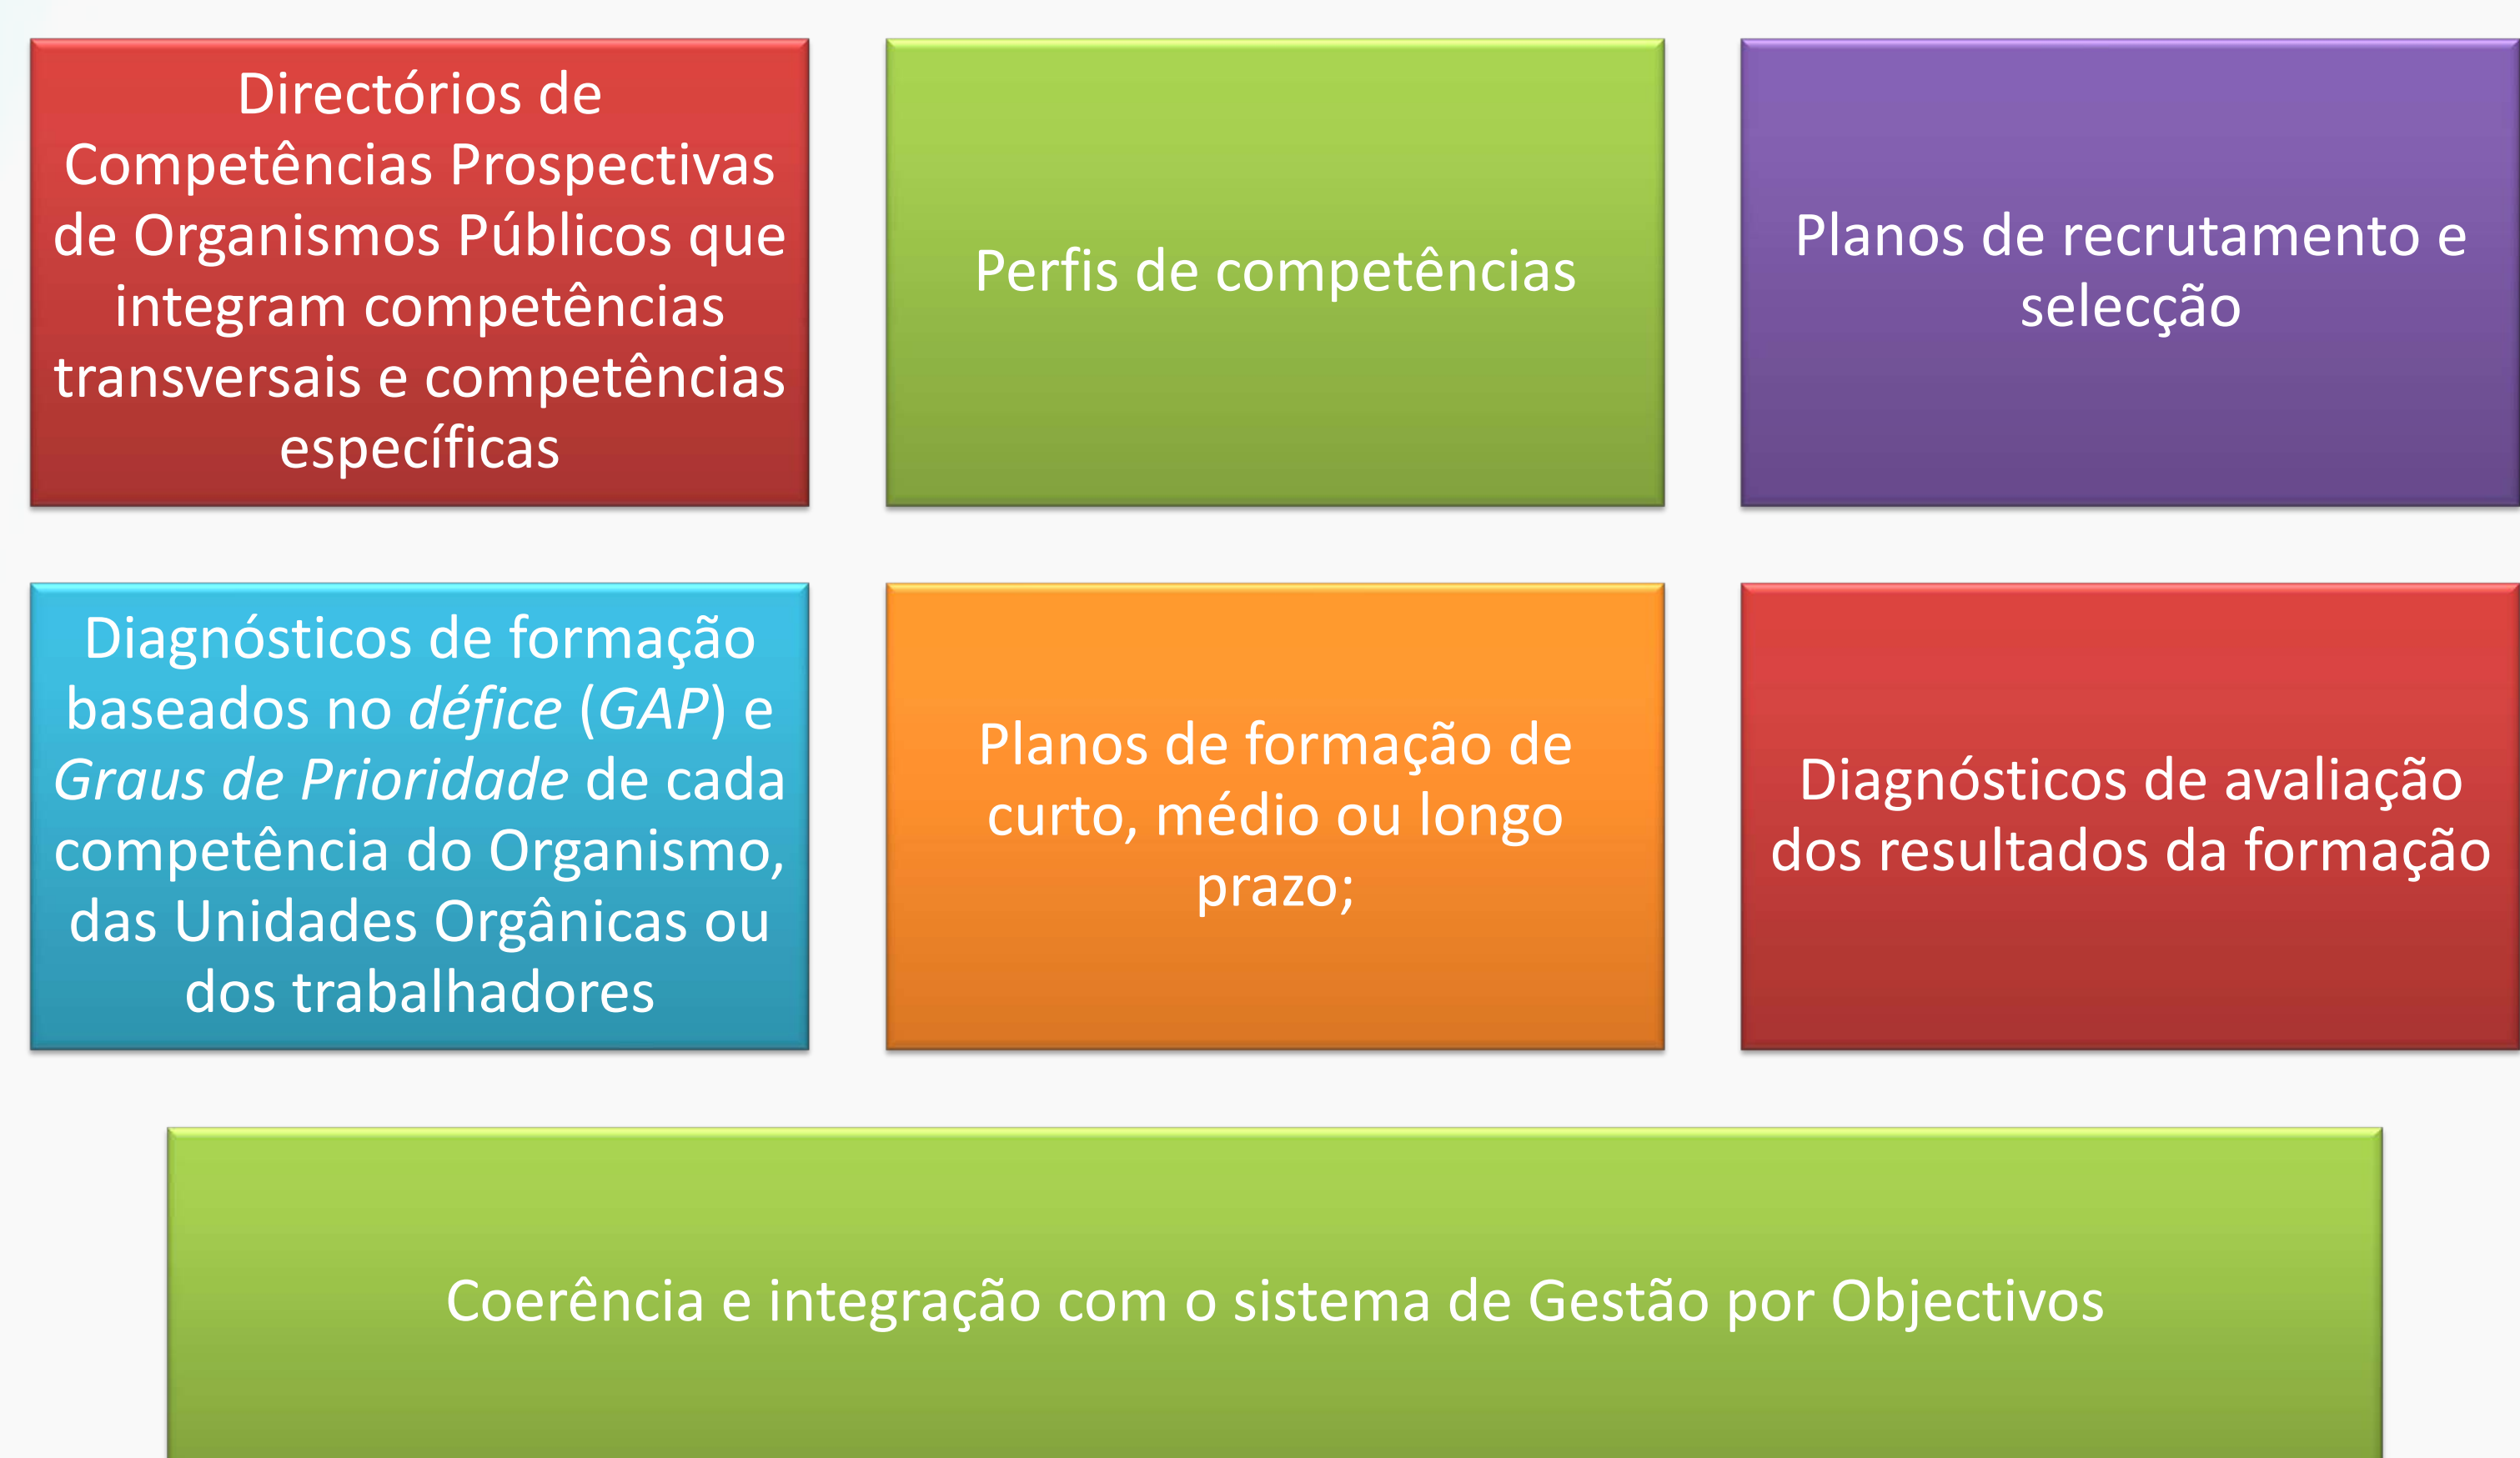 Directórios de
Competências Prospectivas
de Organismos Públicos que
integram competências
transversais e competências
específicas
Perfis de competências
Planos de recrutamento e
selecção
Diagnósticos de formação
baseados no défice (GAP) e
Graus de Prioridade de cada
competência do Organismo,
das Unidades Orgânicas ou
dos trabalhadores
Planos de formação de
curto, médio ou longo
prazo;
Diagnósticos de avaliação
dos resultados da formação
Coerência e integração com o sistema de Gestão por Objectivos